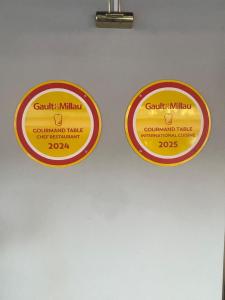 Gault&Millau
GOURMAND TABLE
CHEF RESTAURANT
2024
Gault&Millau
GOURMAND TABLE
INTERNATIONAL CUISINE
2025